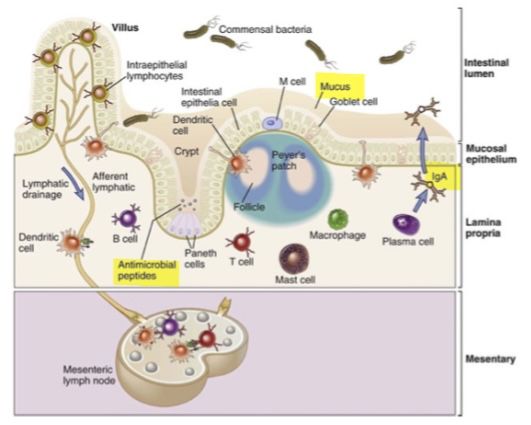 Villus
Commensal bacteria
Intraepithelial
lymphocytes
Intestinal
epithelia cell
M cell
Mucus
Goblet cell
Intestinal
lumen
Dendritic
cell
Crypt
Peyer's
patch
Mucosal
epithelium
Lymphatic
drainage
Afferent
lymphatic
IgA
Follicle
Lamina
propria
Dendritic
cell
B cell
Antimicrobial
peptides
Paneth
cells
T cell
Macrophage
Plasma cell
Mast cell
Mesenteric
lymph node
Mesentary